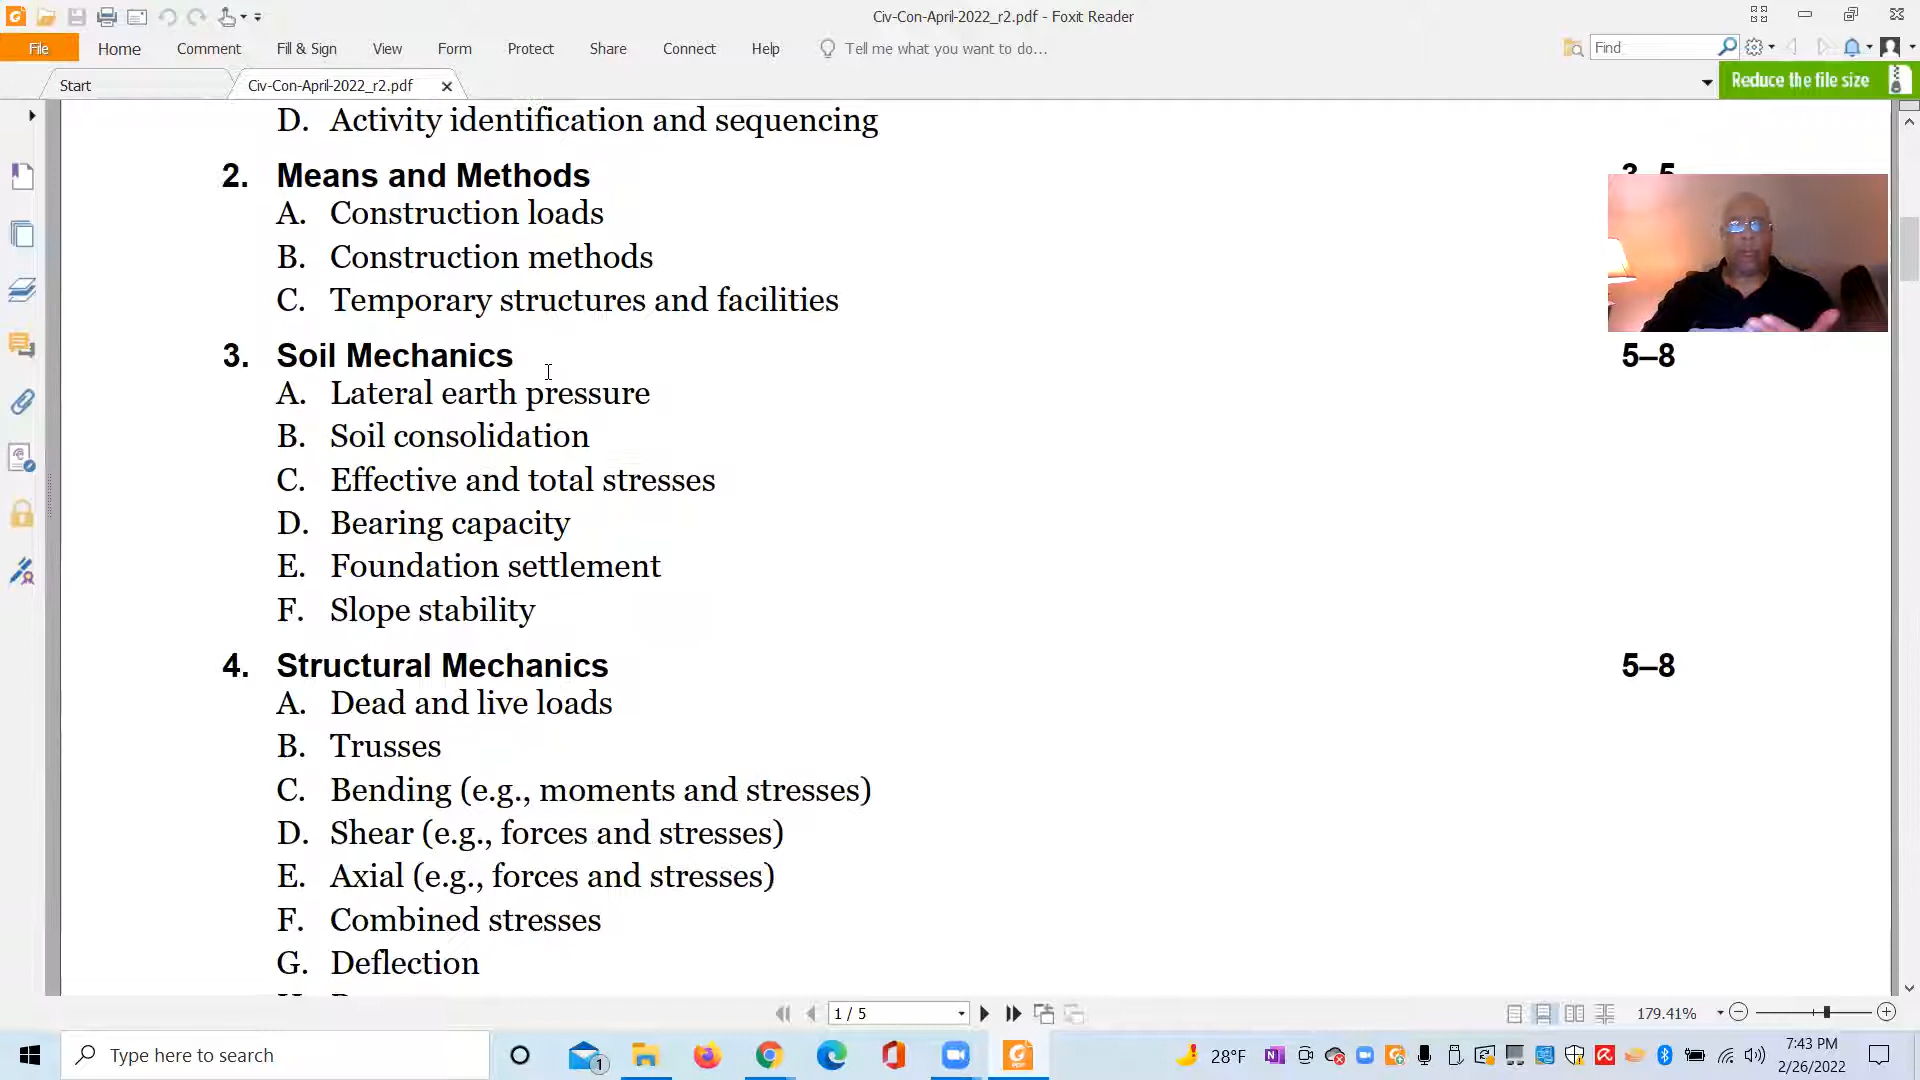 Civ-Con-April-2022_r2.pdf - Foxit Reader
File Home Comment Fill & Sign View Form Protect Share Connect Help Tell me what you want to do... Find
Start Civ-Con-April-2022_r2.pdf Reduce the file size
D. Activity identification and sequencing
2. Means and Methods 3–5
A. Construction loads
B. Construction methods
C. Temporary structures and facilities
3. Soil Mechanics 5–8
A. Lateral earth pressure
B. Soil consolidation
C. Effective and total stresses
D. Bearing capacity
E. Foundation settlement
F. Slope stability
4. Structural Mechanics 5–8
A. Dead and live loads
B. Trusses
C. Bending (e.g., moments and stresses)
D. Shear (e.g., forces and stresses)
E. Axial (e.g., forces and stresses)
F. Combined stresses
G. Deflection
1 / 5 179.41%
Type here to search 1 28°F 7:43 PM
2/26/2022